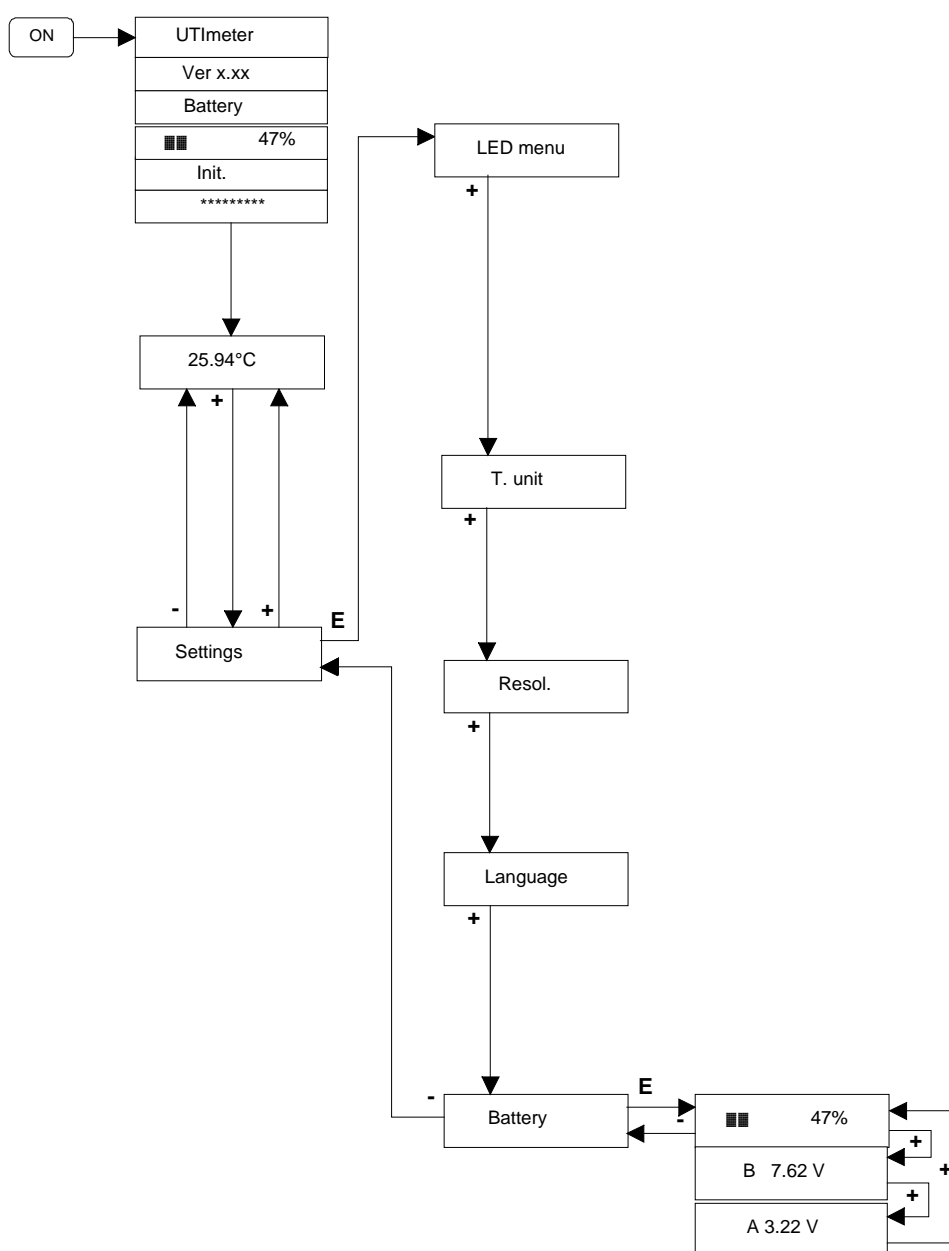 ON
UTImeter
Ver x.xx
Battery
47%
Init.
*********
25.94°C
+
-
+
Settings
E
LED menu
+
T. unit
+
Resol.
+
Language
+
-
Battery
E
-
47%
+
B 7.62 V
+
+
A 3.22 V